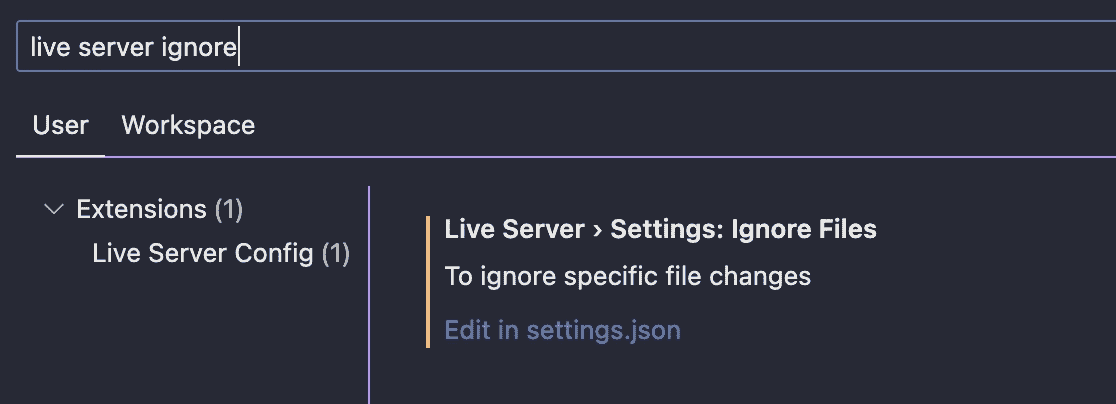 live server ignore
User Workspace
Extensions (1)
Live Server Config (1)
Live Server › Settings: Ignore Files
To ignore specific file changes
Edit in settings.json